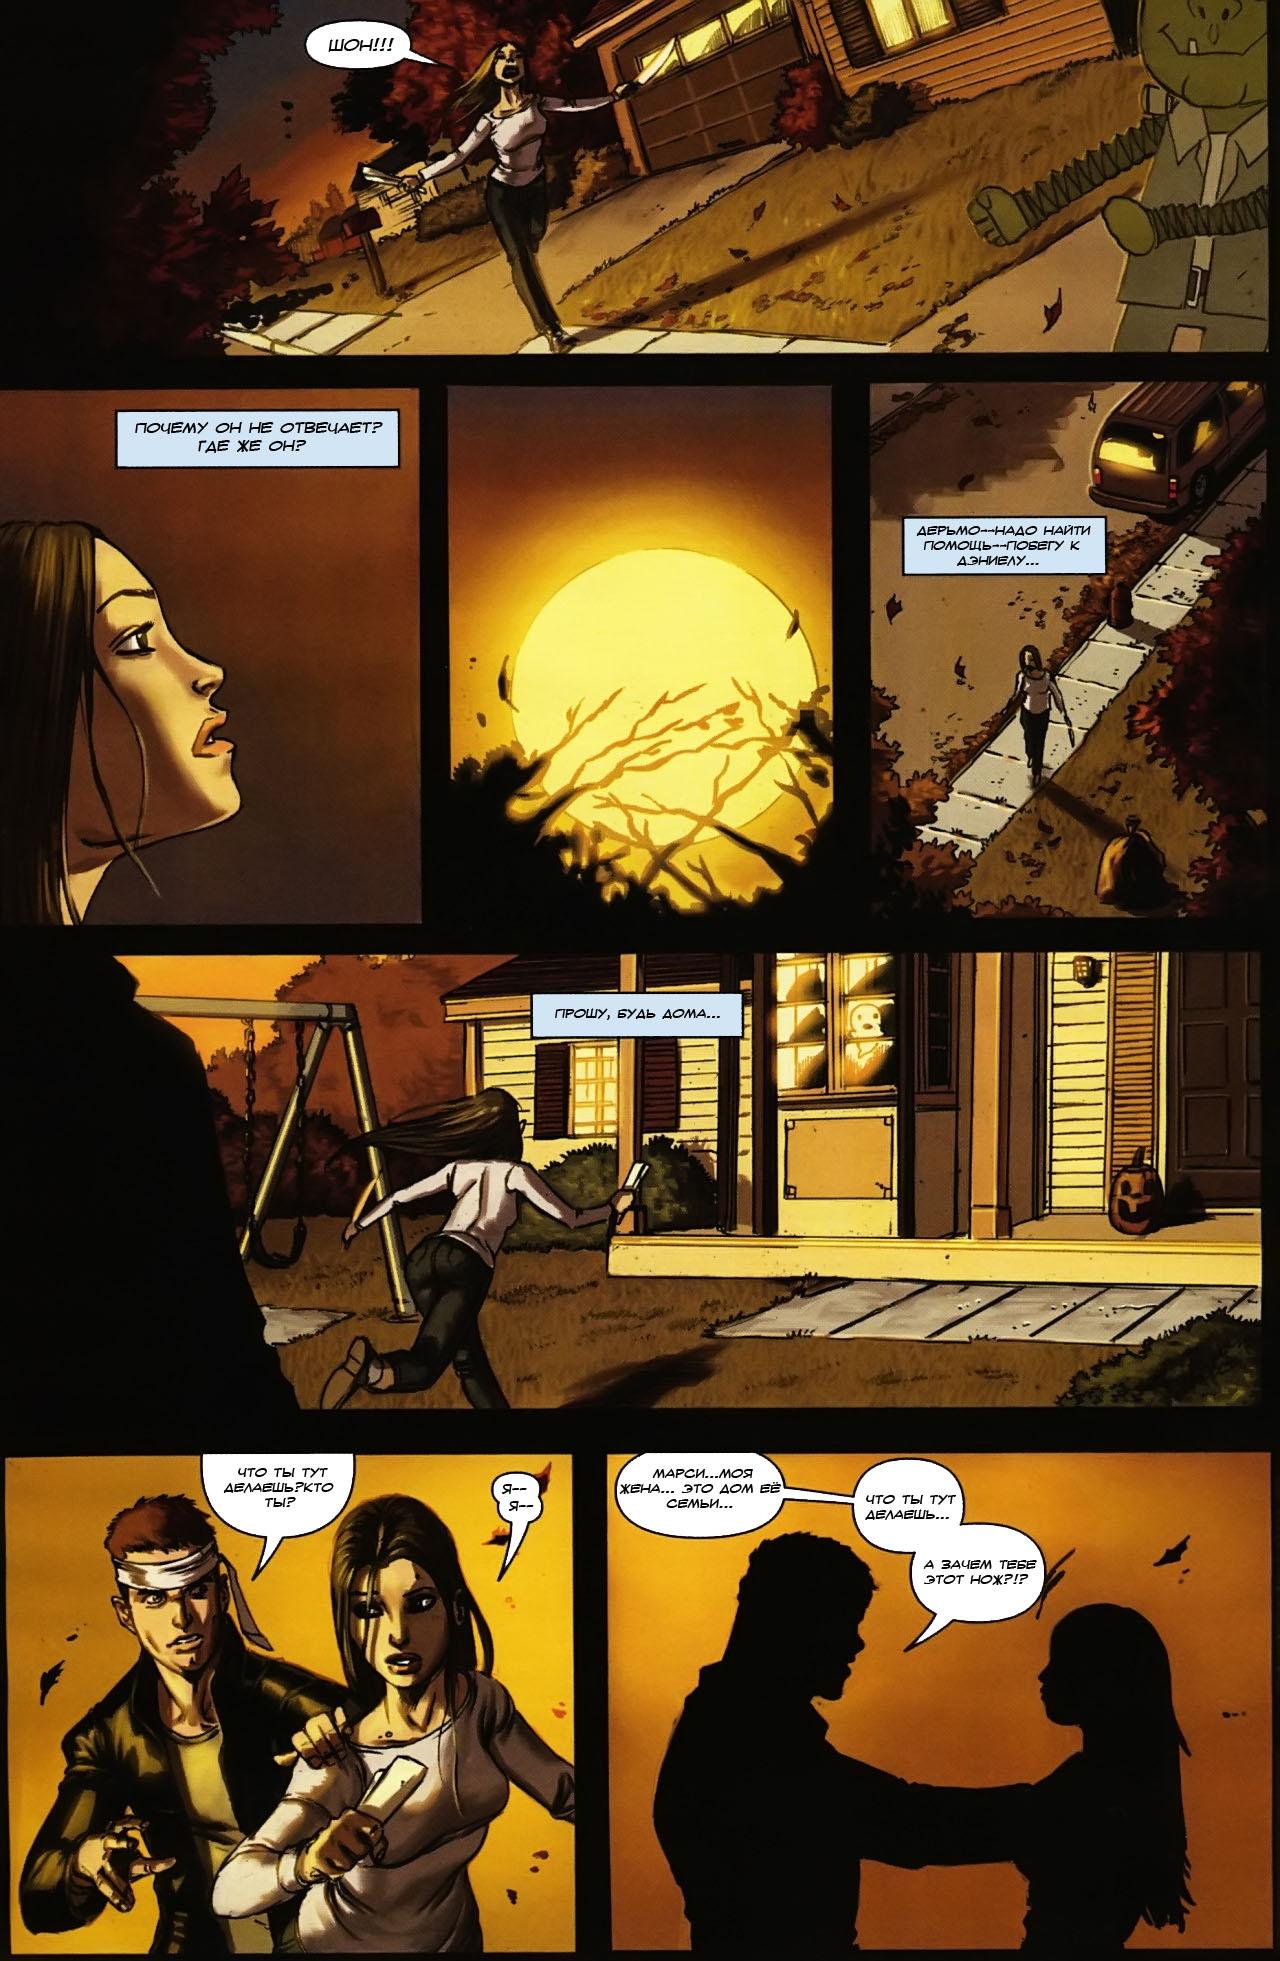 ШОН!!!
ПОЧЕМУ ОН НЕ ОТВЕЧАЕТ?
ГДЕ ЖЕ ОН?
ДЕРЬМО--НАДО НАЙТИ
ПОМОЩЬ--ПОБЕГУ К
ДЭНИЕЛУ...
ПРОШУ, БУДЬ ДОМА...
ЧТО ТЫ ТУТ
ДЕЛАЕШЬ?КТО
ТЫ?
Я--
Я--
МАРСИ...МОЯ
ЖЕНА... ЭТО ДОМ ЕЁ
СЕМЬИ...
ЧТО ТЫ ТУТ
ДЕЛАЕШЬ...
А ЗАЧЕМ ТЕБЕ
ЭТОТ НОЖ?!?